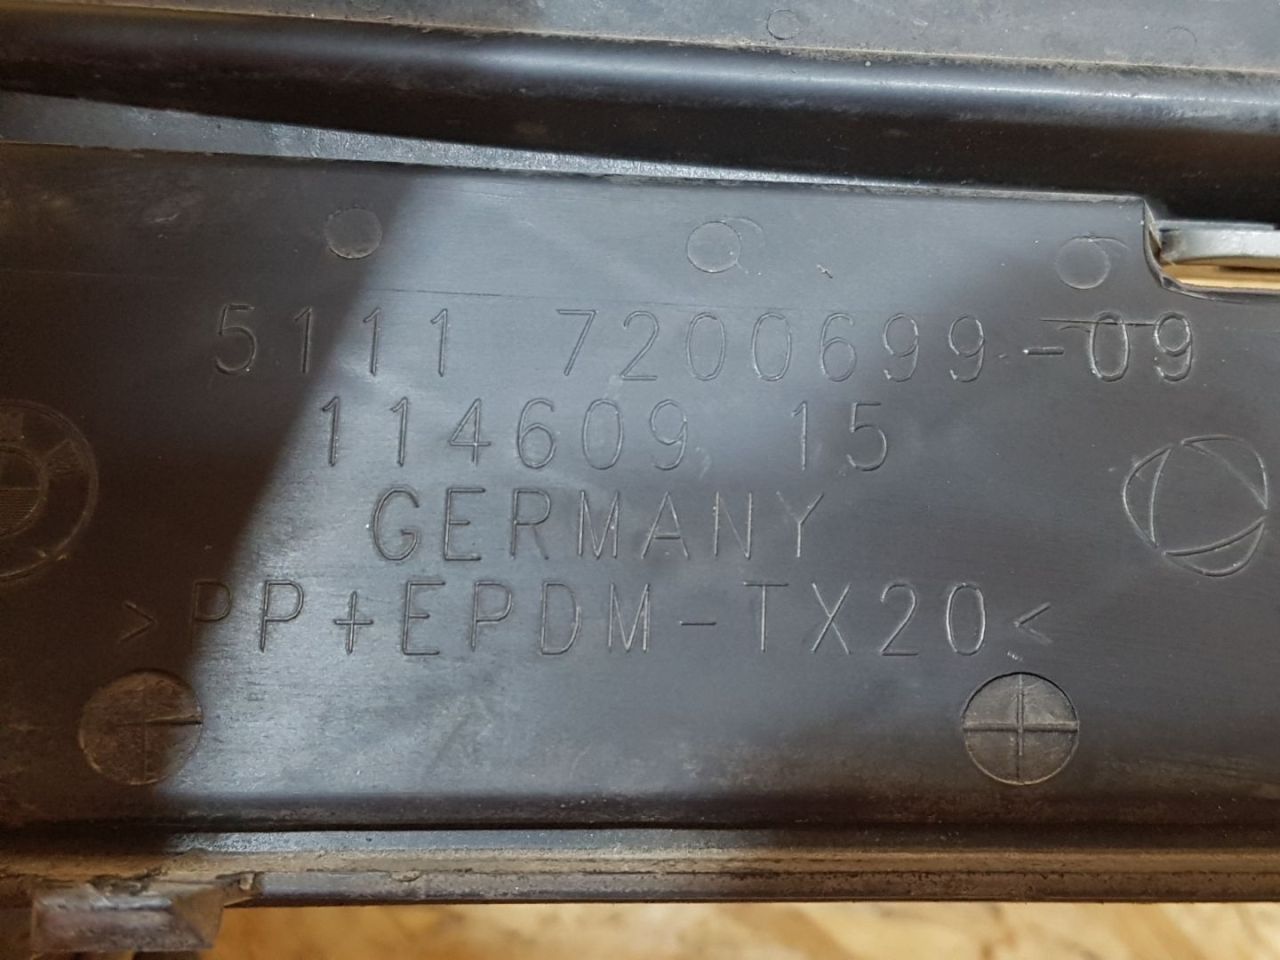 5111 7200699-09
114609 15
GERMANY
>PP+EPDM-TX20<